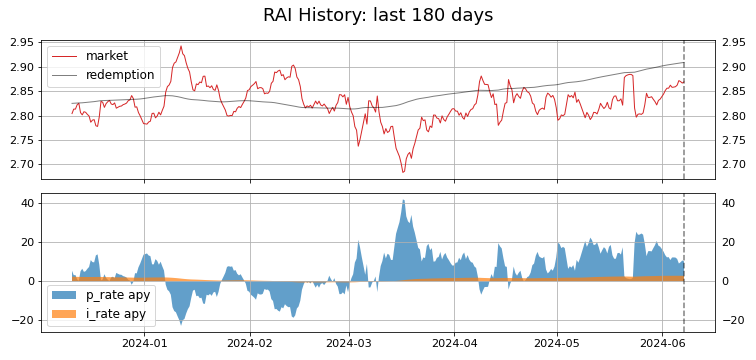 RAI History: last 180 days
2.95 2.95
market
2.90 2.90
redemption
2.85 2.85
2.80 2.80
2.75 2.75
2.70 2.70
40 40
20 20
0 0
p_rate apy
i_rate apy
−20 −20
2024-01 2024-02 2024-03 2024-04 2024-05 2024-06